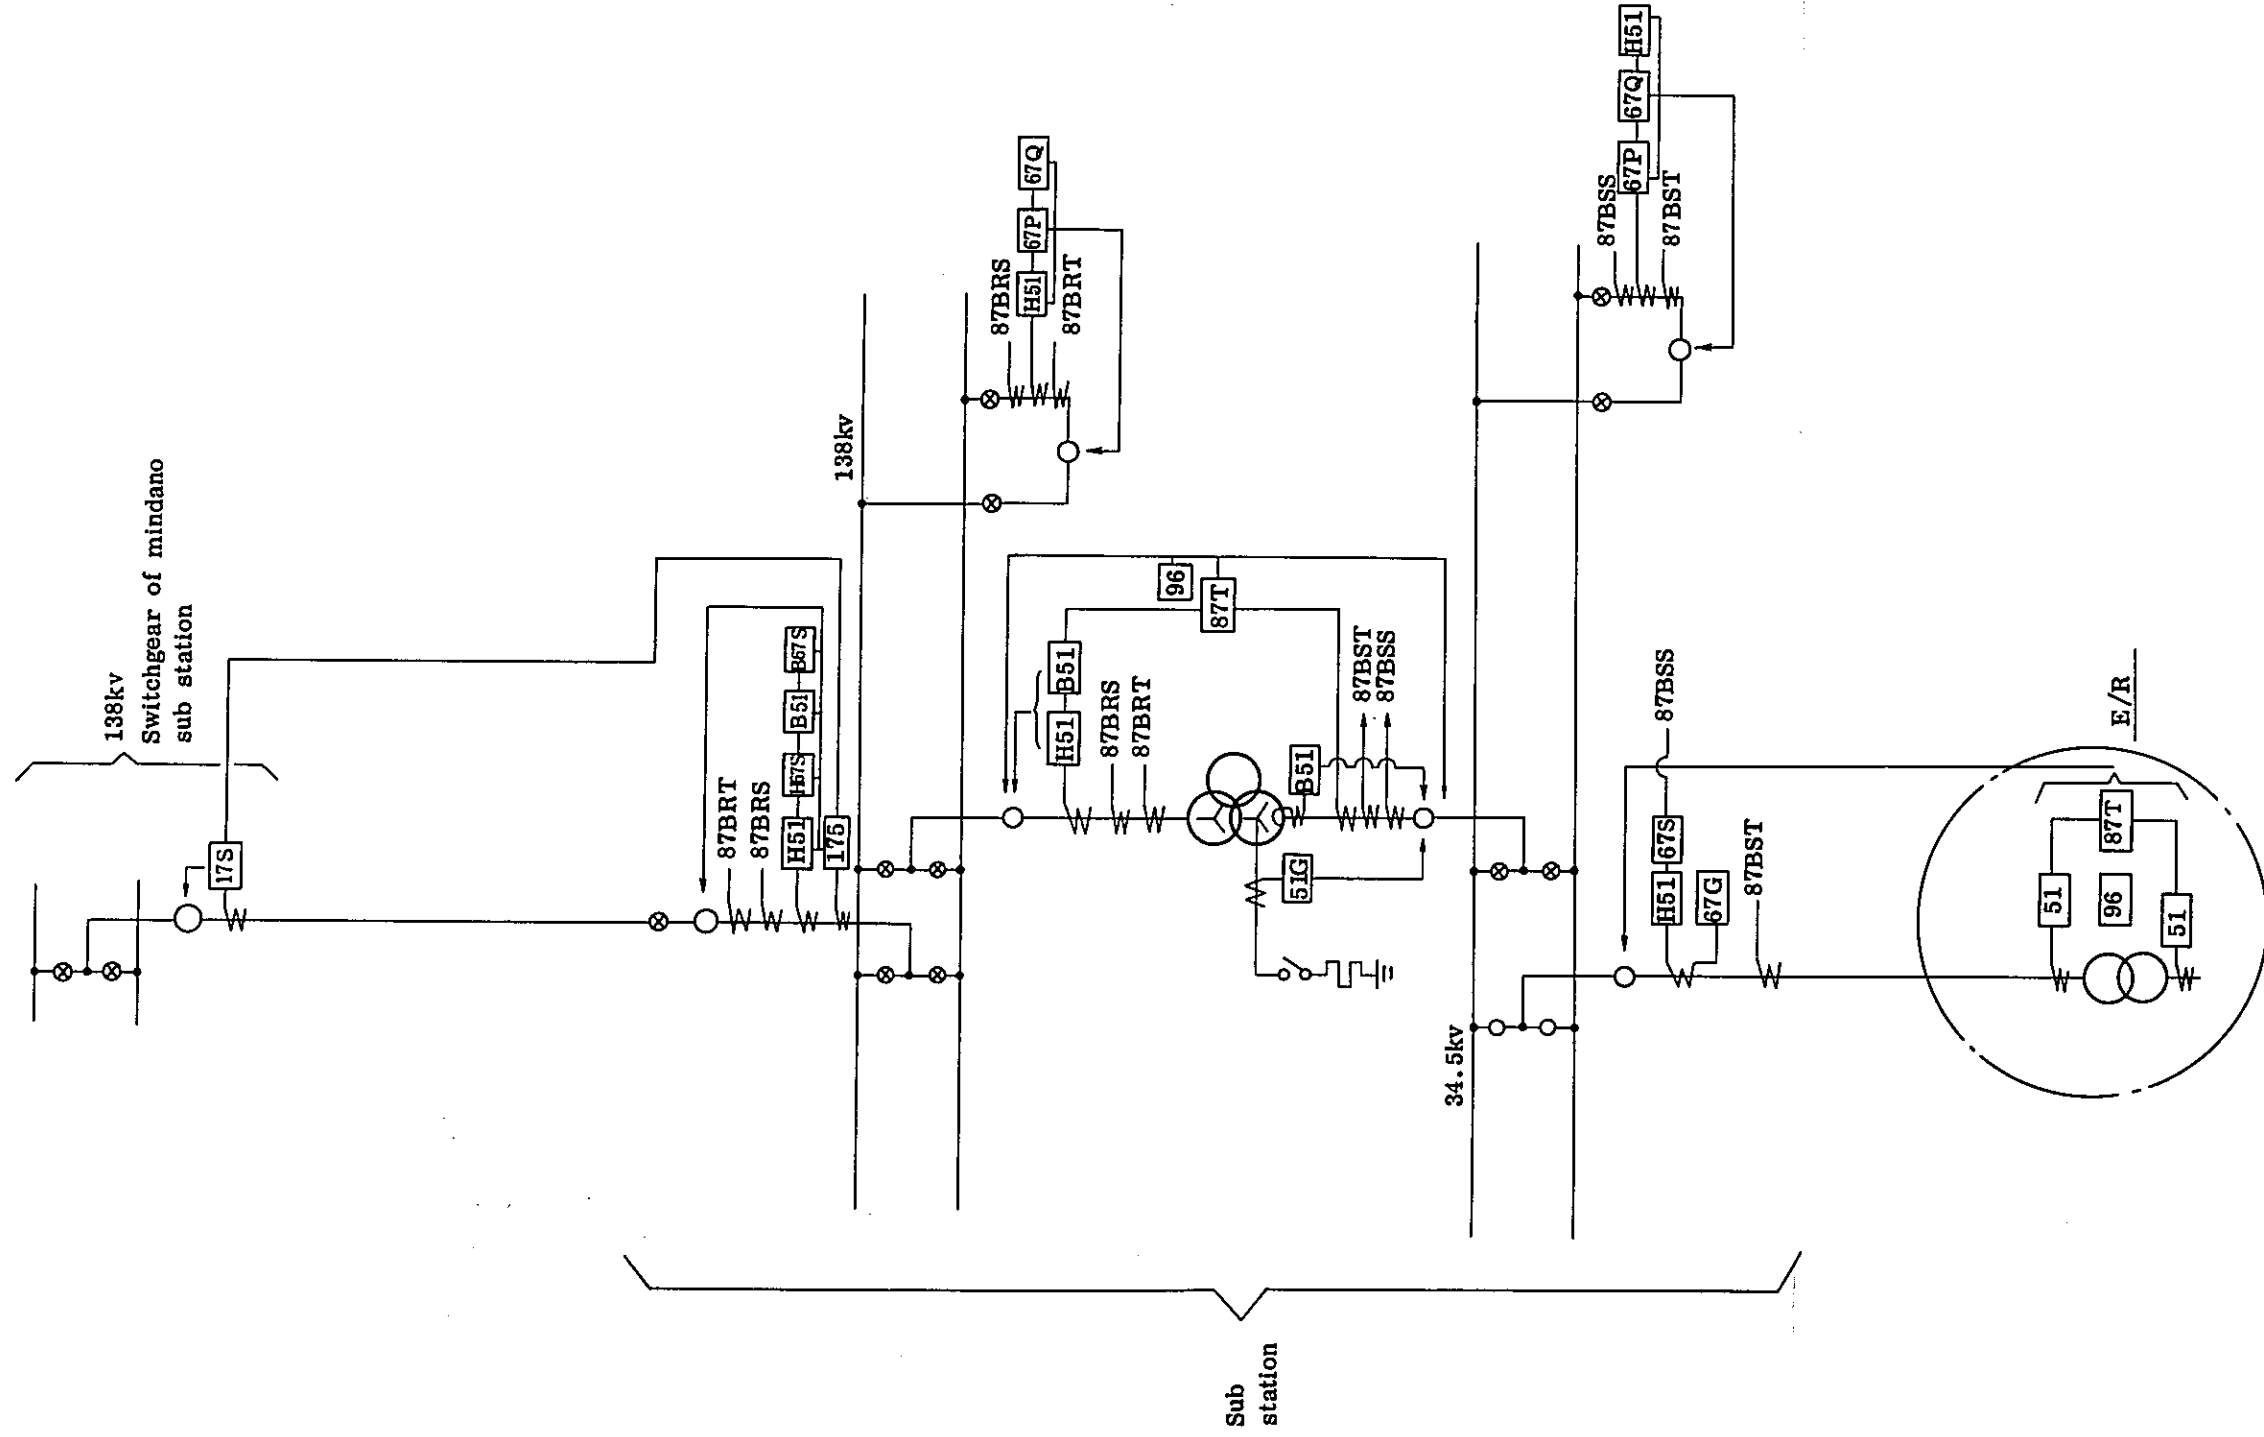 138kv
Switchgear of mindano
sub station
17S
87BRT
87BRS
H51
H67S
B51
B67S
175
138kv
87BRS
H51
67P
67Q
87BRT
H51
B51
96
87T
87BRS
87BRT
B51
87BST
87BSS
51G
34.5kv
87BSS
67P
67Q
H51
87BST
H51
67S
87BSS
67G
87BST
E/R
51
87T
96
51
Sub
station